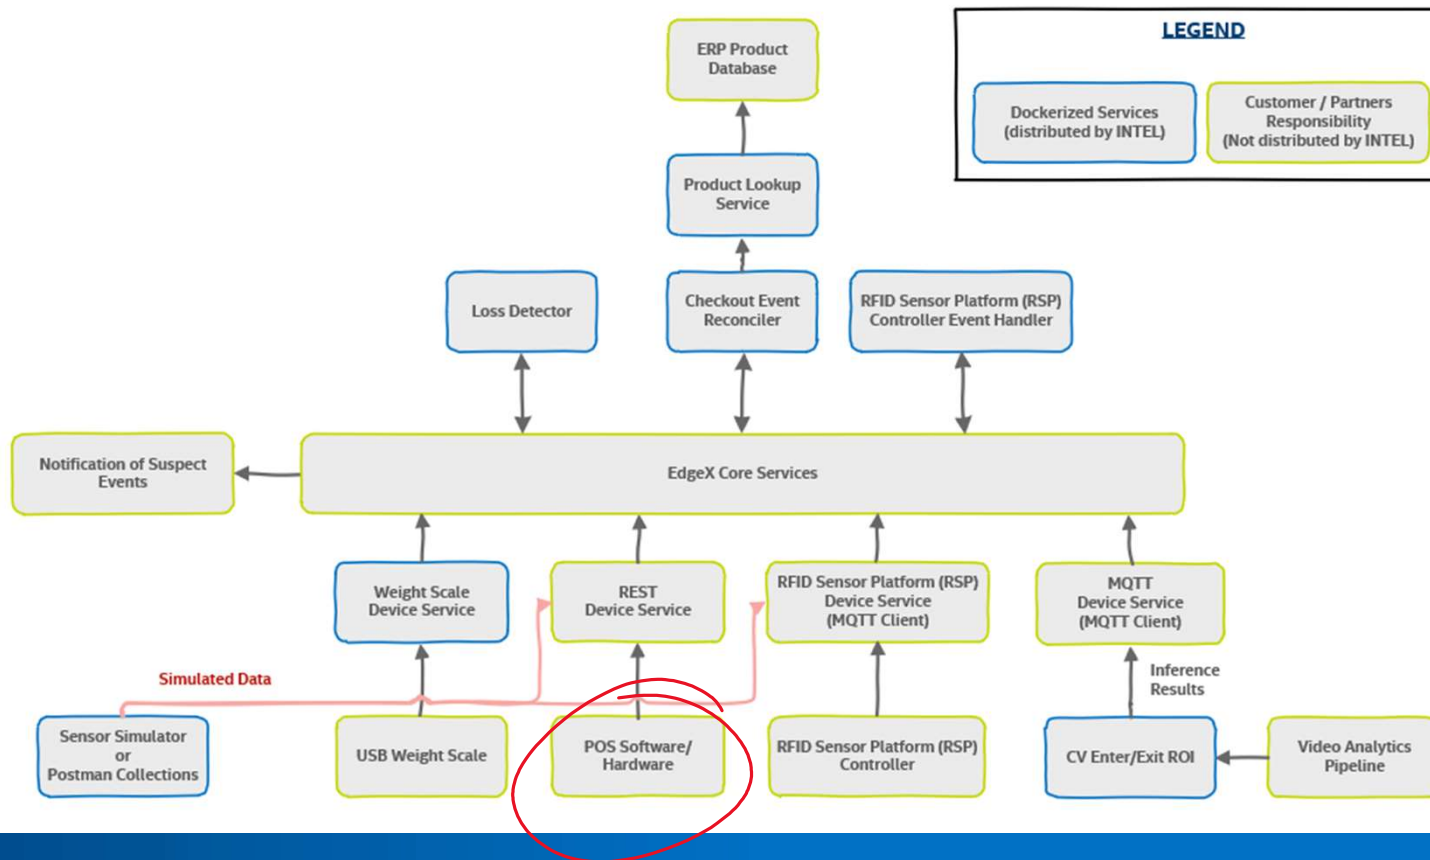 LEGEND
ERP Product
Database
Dockerized Services
(distributed by INTEL)
Customer / Partners
Responsibility
(Not distributed by INTEL)
Product Lookup
Service
Loss Detector
Checkout Event
Reconciler
RFID Sensor Platform (RSP)
Controller Event Handler
Notification of Suspect
Events
EdgeX Core Services
Weight Scale
Device Service
REST
Device Service
RFID Sensor Platform (RSP)
Device Service
(MQTT Client)
MQTT
Device Service
(MQTT Client)
Simulated Data
Inference
Results
Sensor Simulator
or
Postman Collections
USB Weight Scale
POS Software/
Hardware
RFID Sensor Platform (RSP)
Controller
CV Enter/Exit ROI
Video Analytics
Pipeline